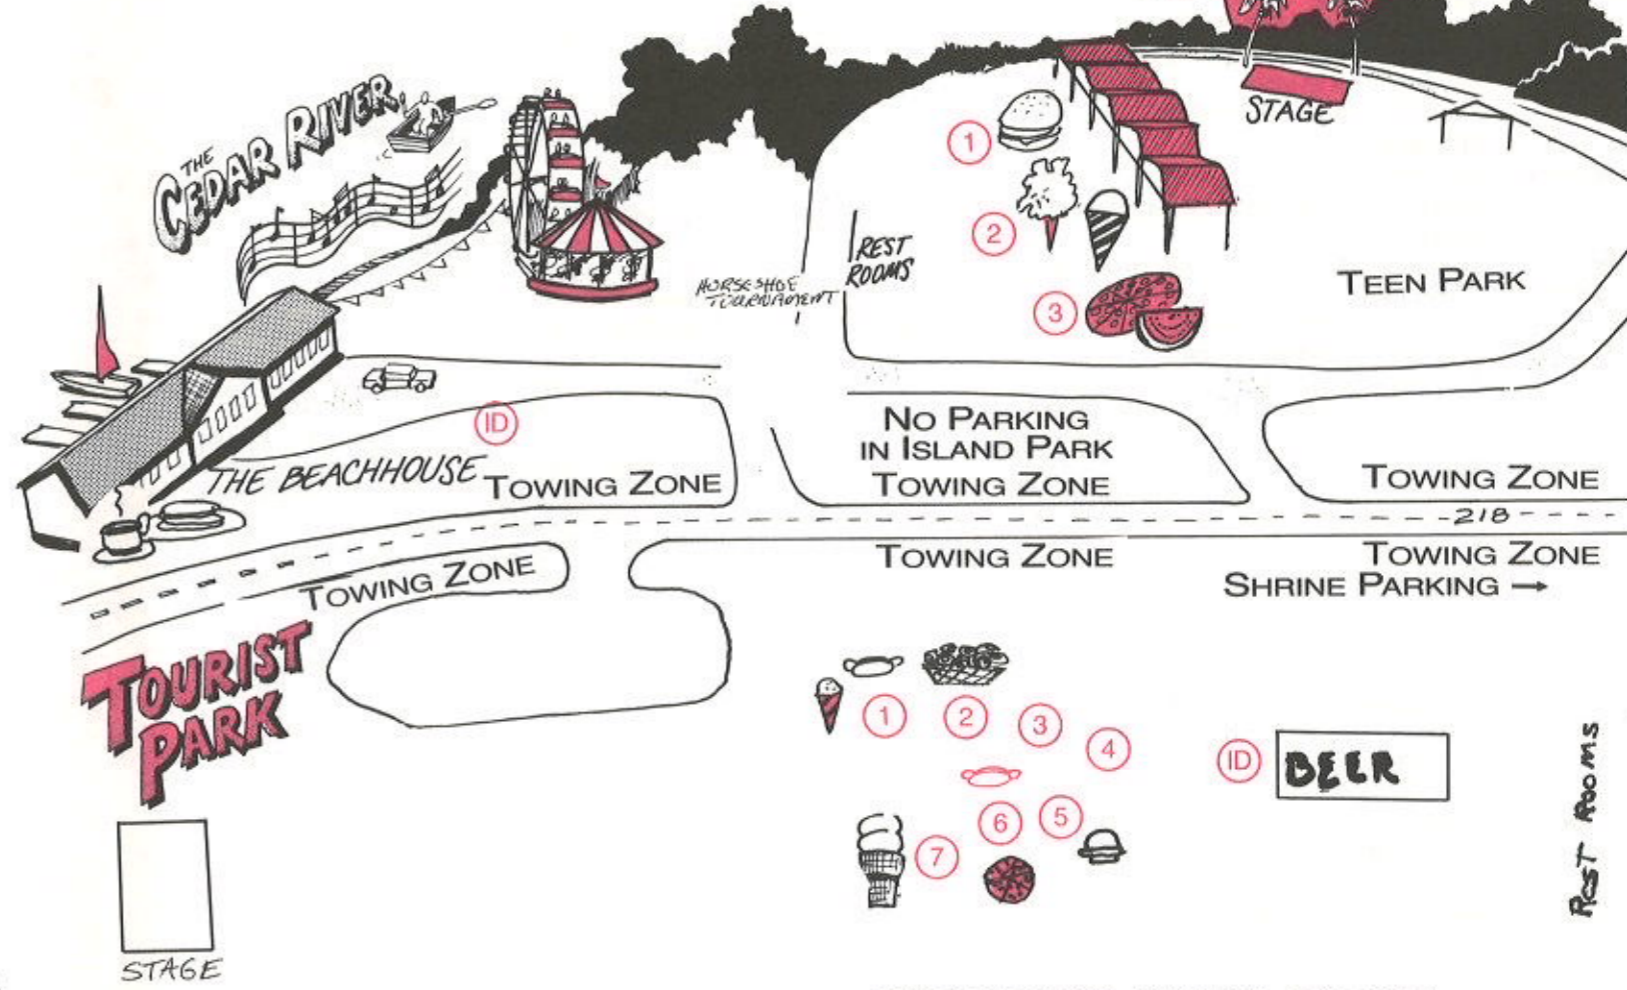 THE
CEDAR RIVER
STAGE
1
2
3
REST
ROOMS
HORSESHOE
TOURNAMENT
TEEN PARK
ID
THE BEACHHOUSE
TOWING ZONE
NO PARKING
IN ISLAND PARK
TOWING ZONE
TOWING ZONE
218
TOWING ZONE
TOWING ZONE
TOWING ZONE
SHRINE PARKING →
TOURIST
PARK
1
2
3
4
5
6
7
ID
BEER
REST ROOMS
STAGE